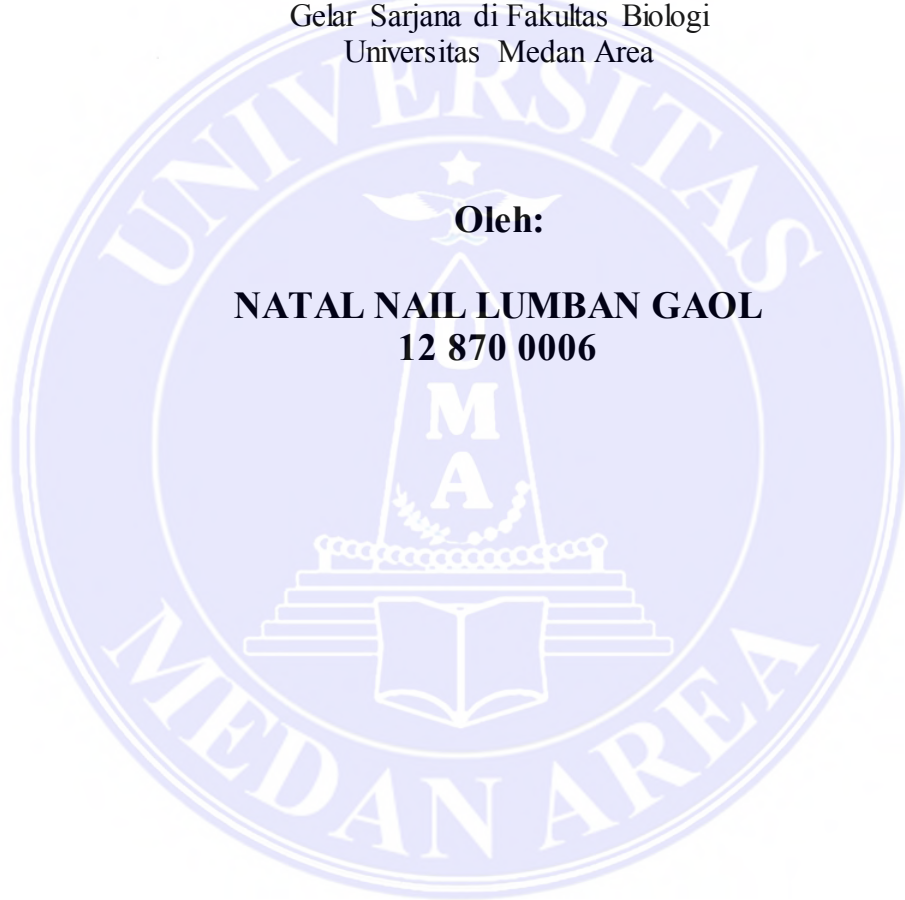 Gelar Sarjana di Fakultas Biologi
Universitas Medan Area
UNIVERSITAS
Oleh:
NATAL NAIL LUMBAN GAOL
12 870 0006
U
M
A
MEDAN AREA